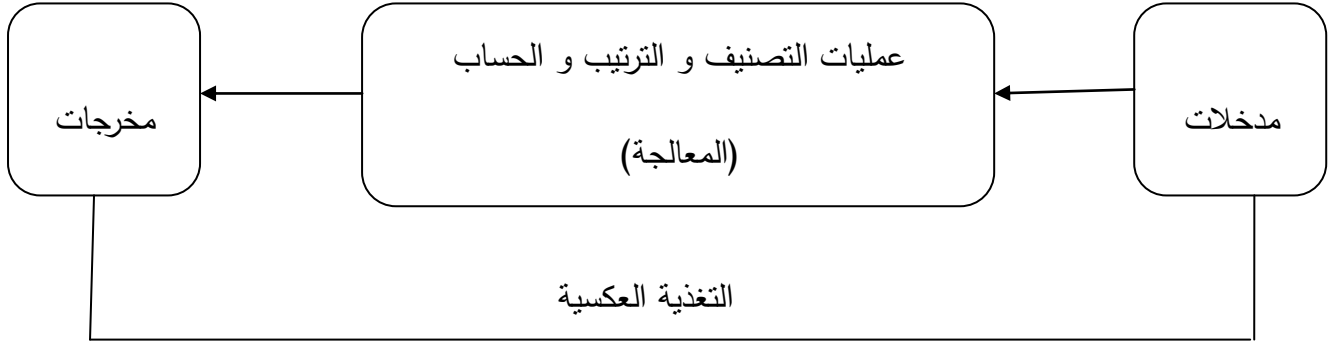 مدخلات
عمليات التصنيف و الترتيب و الحساب
(المعالجة)
مخرجات
التغذية العكسية